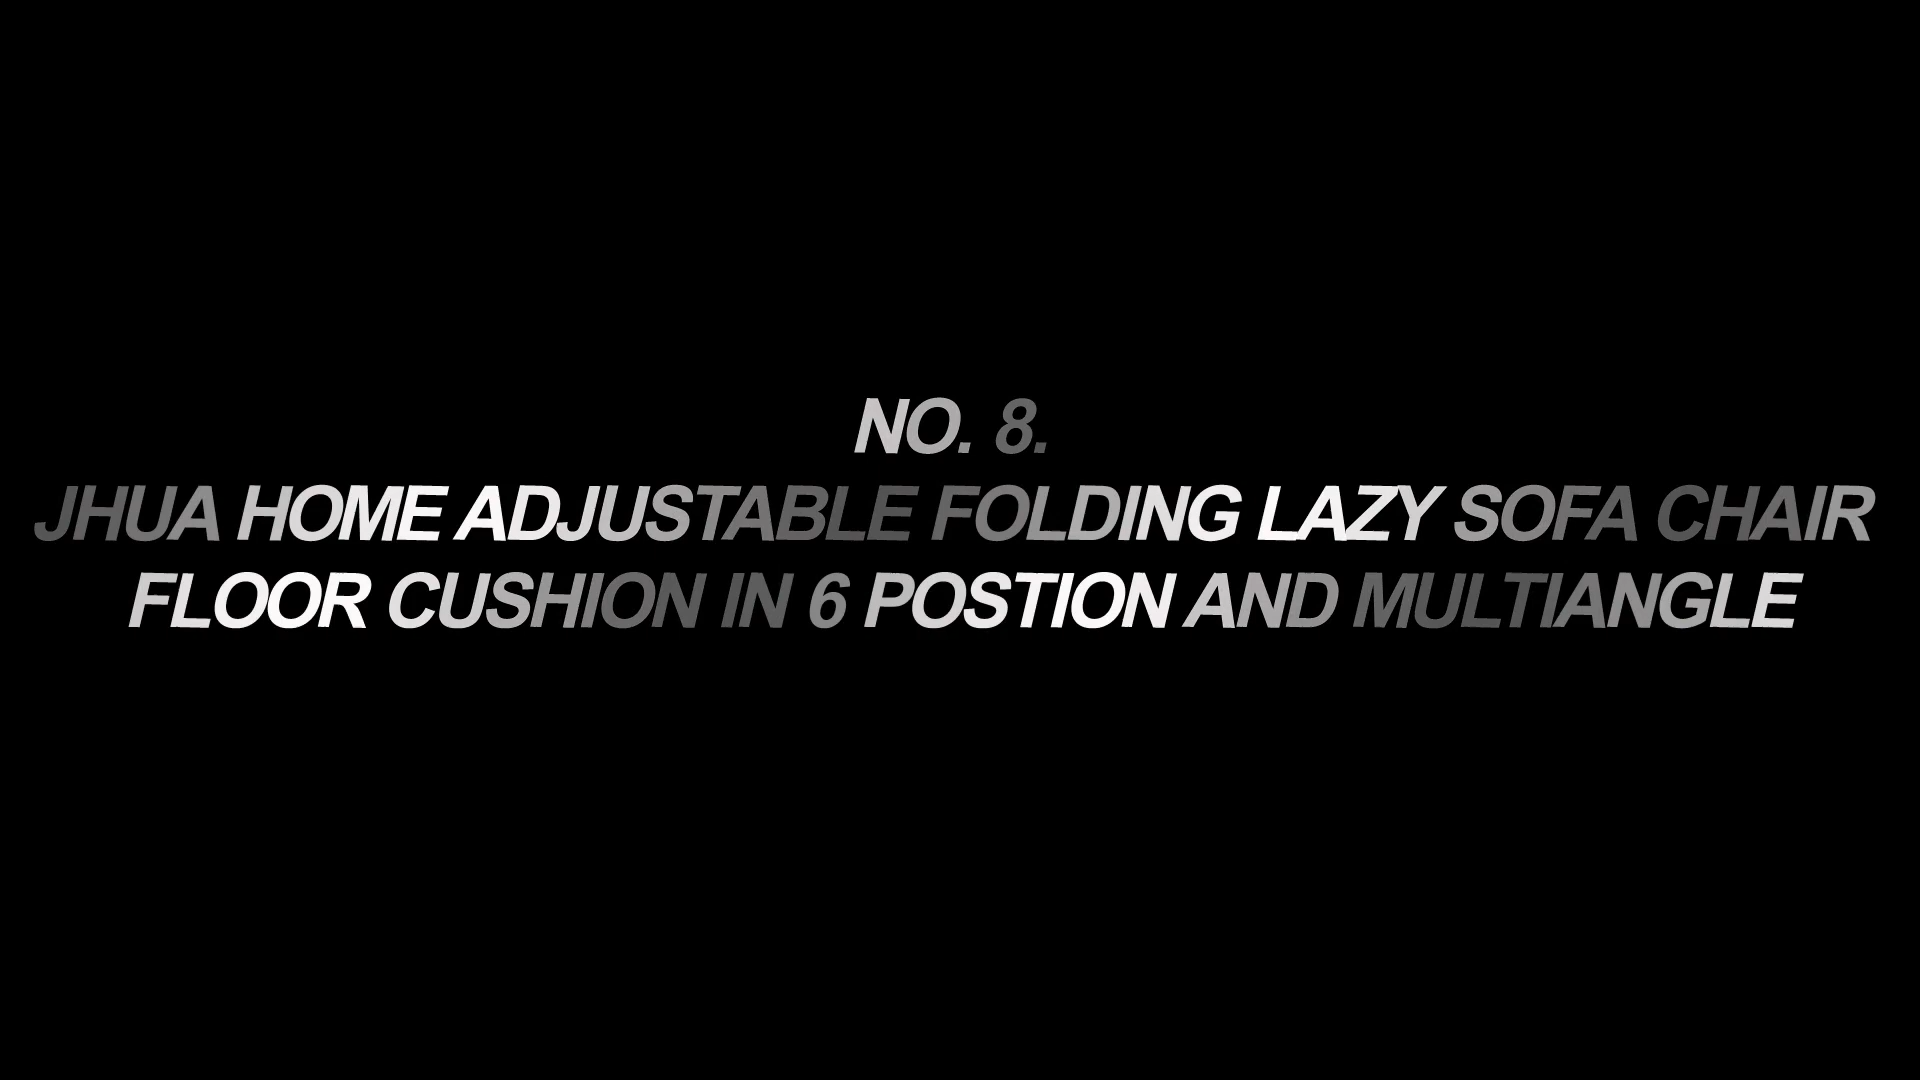 NO. 8.
JHUA HOME ADJUSTABLE FOLDING LAZY SOFA CHAIR
FLOOR CUSHION IN 6 POSTION AND MULTIANGLE